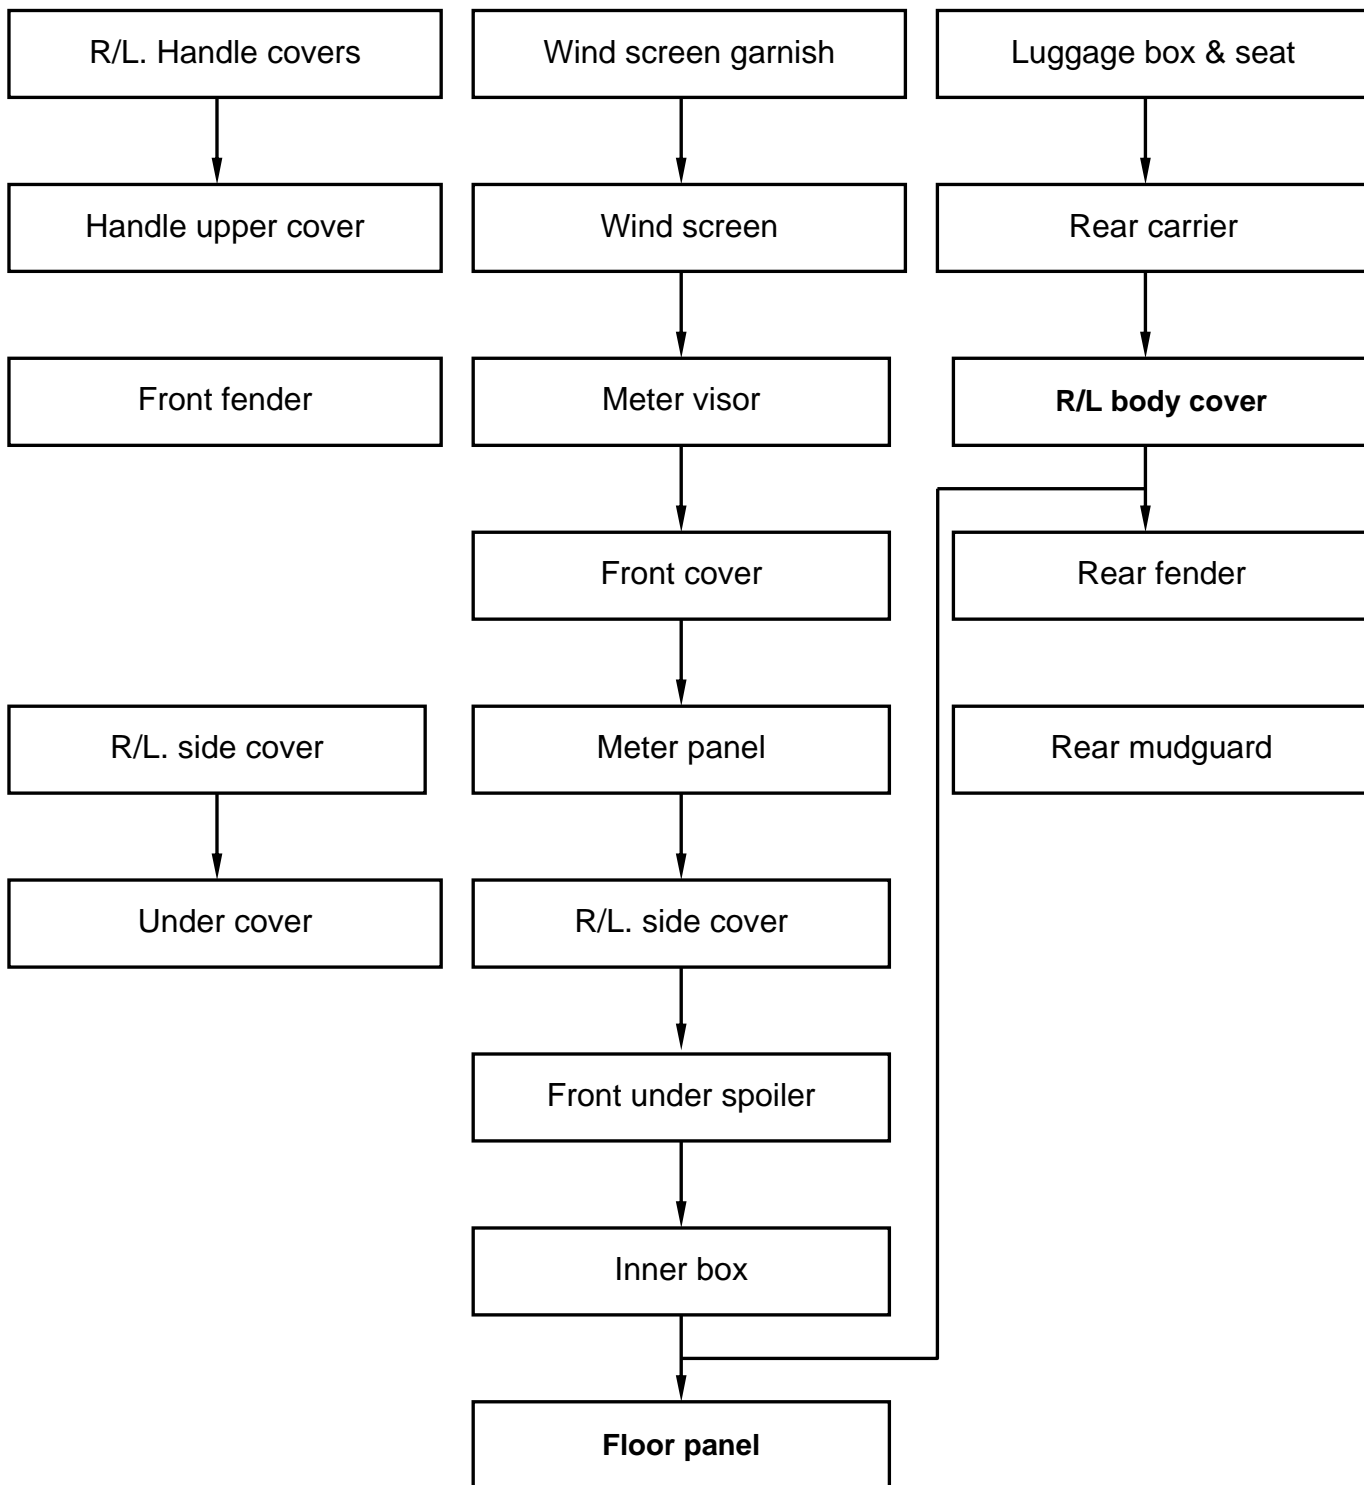 R/L. Handle covers
Wind screen garnish
Luggage box & seat
Handle upper cover
Wind screen
Rear carrier
Front fender
Meter visor
R/L body cover
Front cover
Rear fender
R/L. side cover
Meter panel
Rear mudguard
Under cover
R/L. side cover
Front under spoiler
Inner box
Floor panel